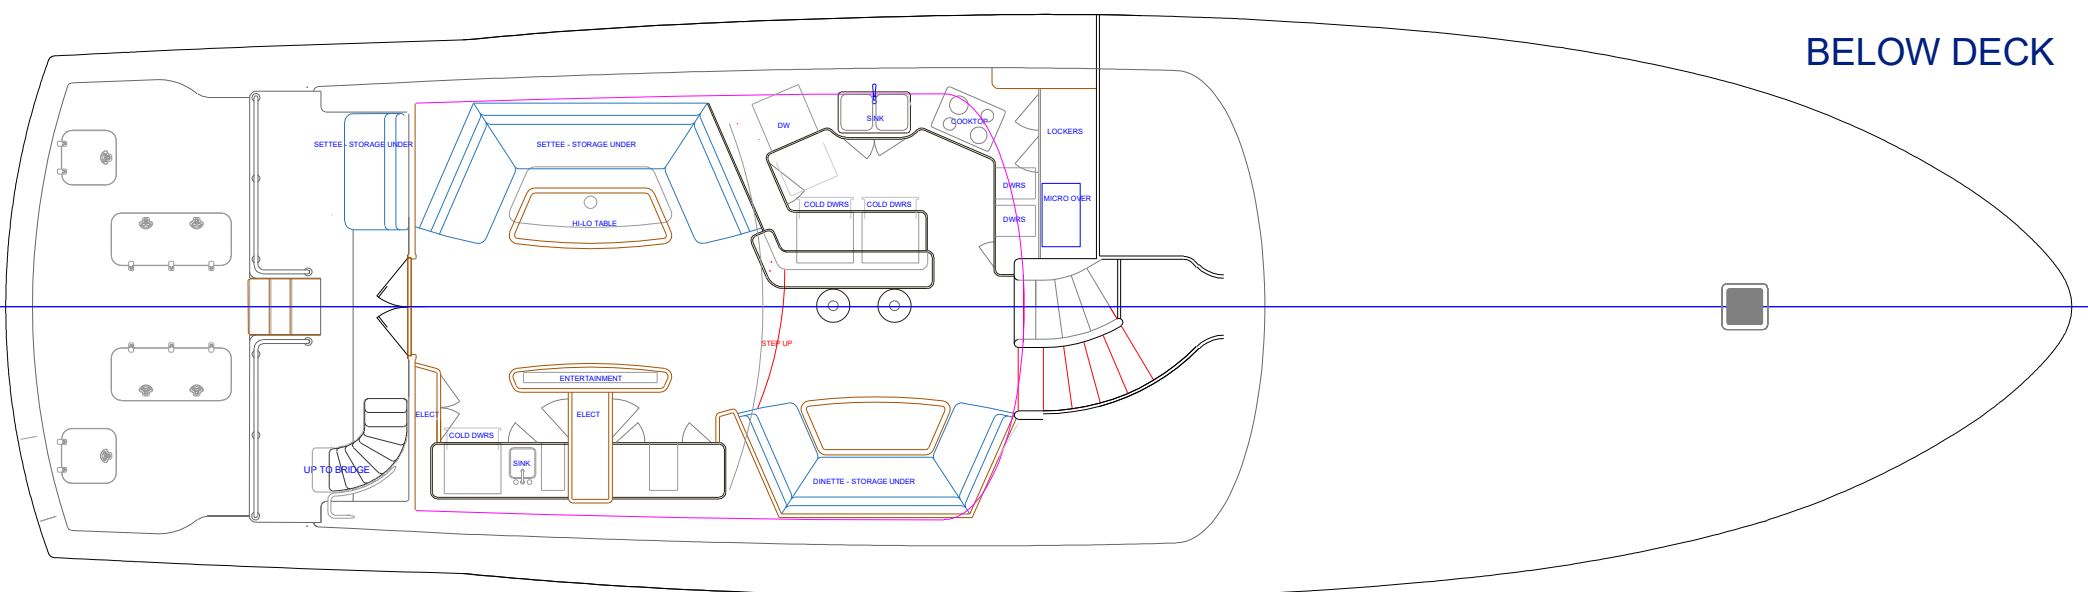 BELOW DECK
SETTEE - STORAGE UNDER
SETTEE - STORAGE UNDER
HI-LO TABLE
DW
SINK
COOKTOP
LOCKERS
DWRS
MICRO OVER
DWRS
COLD DWRS
COLD DWRS
STEP UP
ENTERTAINMENT
ELECT
ELECT
COLD DWRS
SINK
UP TO BRIDGE
DINETTE - STORAGE UNDER